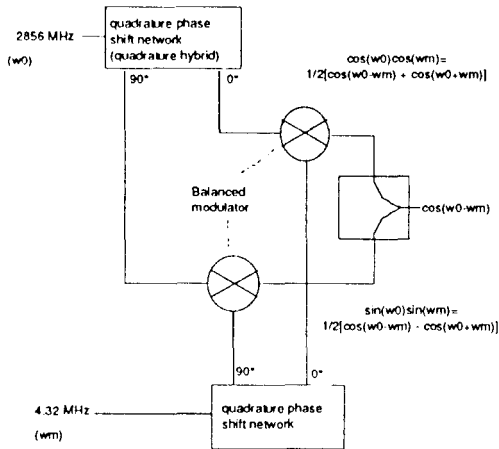 quadrature phase
shift network
(quadrature hybrid)
2856 MHz
(w0)
90°
0°
cos(w0)cos(wm)=
1/2[cos(w0-wm) + cos(w0+wm)]
Balanced
modulator
cos(w0-wm)
sin(w0)sin(wm)=
1/2[cos(w0-wm) - cos(w0+wm)]
90°
0°
4.32 MHz
(wm)
quadrature phase
shift network